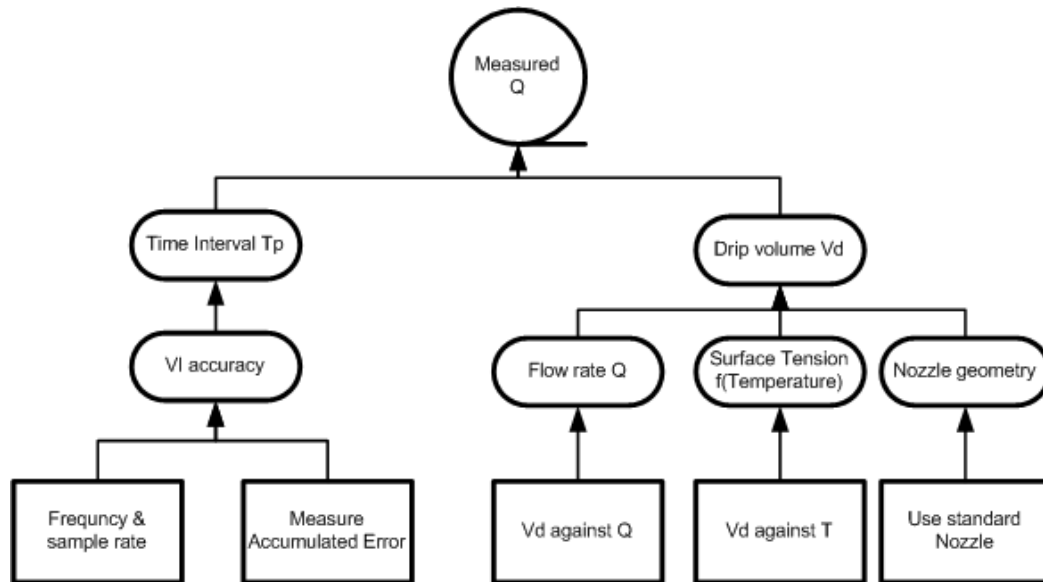 Measured
Q
Time Interval Tp
Drip volume Vd
VI accuracy
Flow rate Q
Surface Tension
f(Temperature)
Nozzle geometry
Frequncy &
sample rate
Measure
Accumulated Error
Vd against Q
Vd against T
Use standard
Nozzle